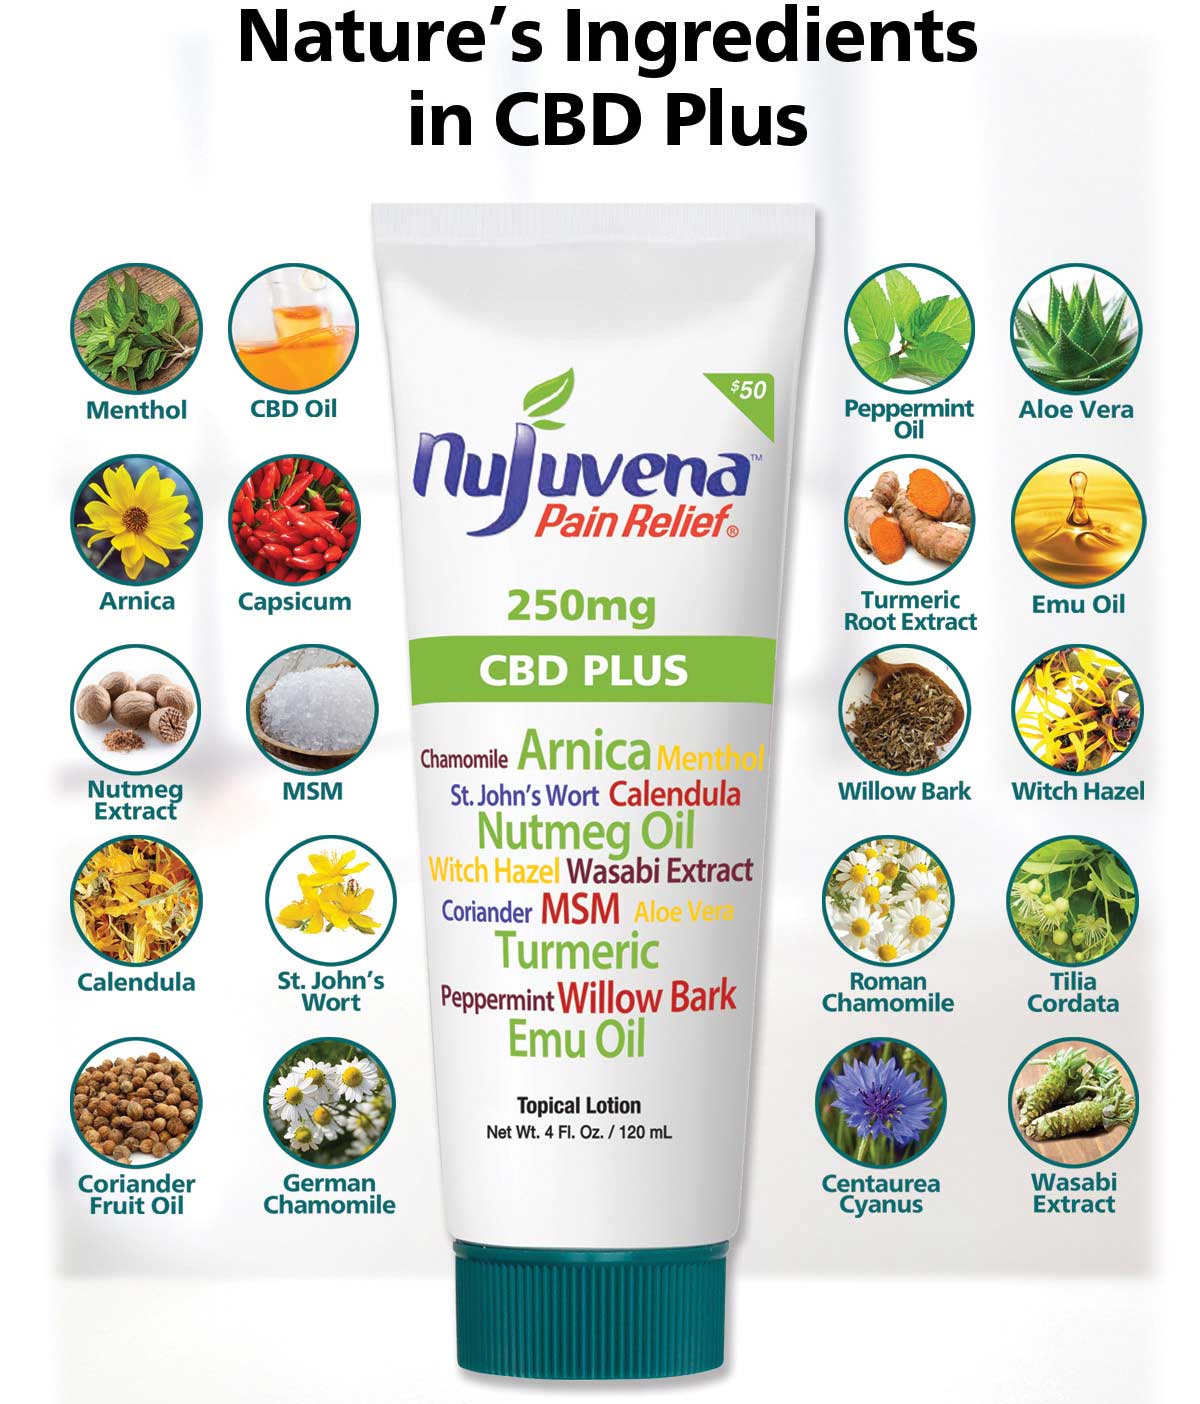 Nature's Ingredients
in CBD Plus
Menthol
CBD Oil
Arnica
Capsicum
Nutmeg
Extract
MSM
Calendula
St. John's
Wort
Coriander
Fruit Oil
German
Chamomile
$50
NuJuvena™
Pain Relief®
250mg
CBD PLUS
Chamomile Arnica Menthol
St. John's Wort Calendula
Nutmeg Oil
Witch Hazel Wasabi Extract
Coriander MSM Aloe Vera
Turmeric
Peppermint Willow Bark
Emu Oil
Topical Lotion
Net Wt. 4 Fl. Oz. / 120 mL
Peppermint
Oil
Aloe Vera
Turmeric
Root Extract
Emu Oil
Willow Bark
Witch Hazel
Roman
Chamomile
Tilia
Cordata
Centaurea
Cyanus
Wasabi
Extract